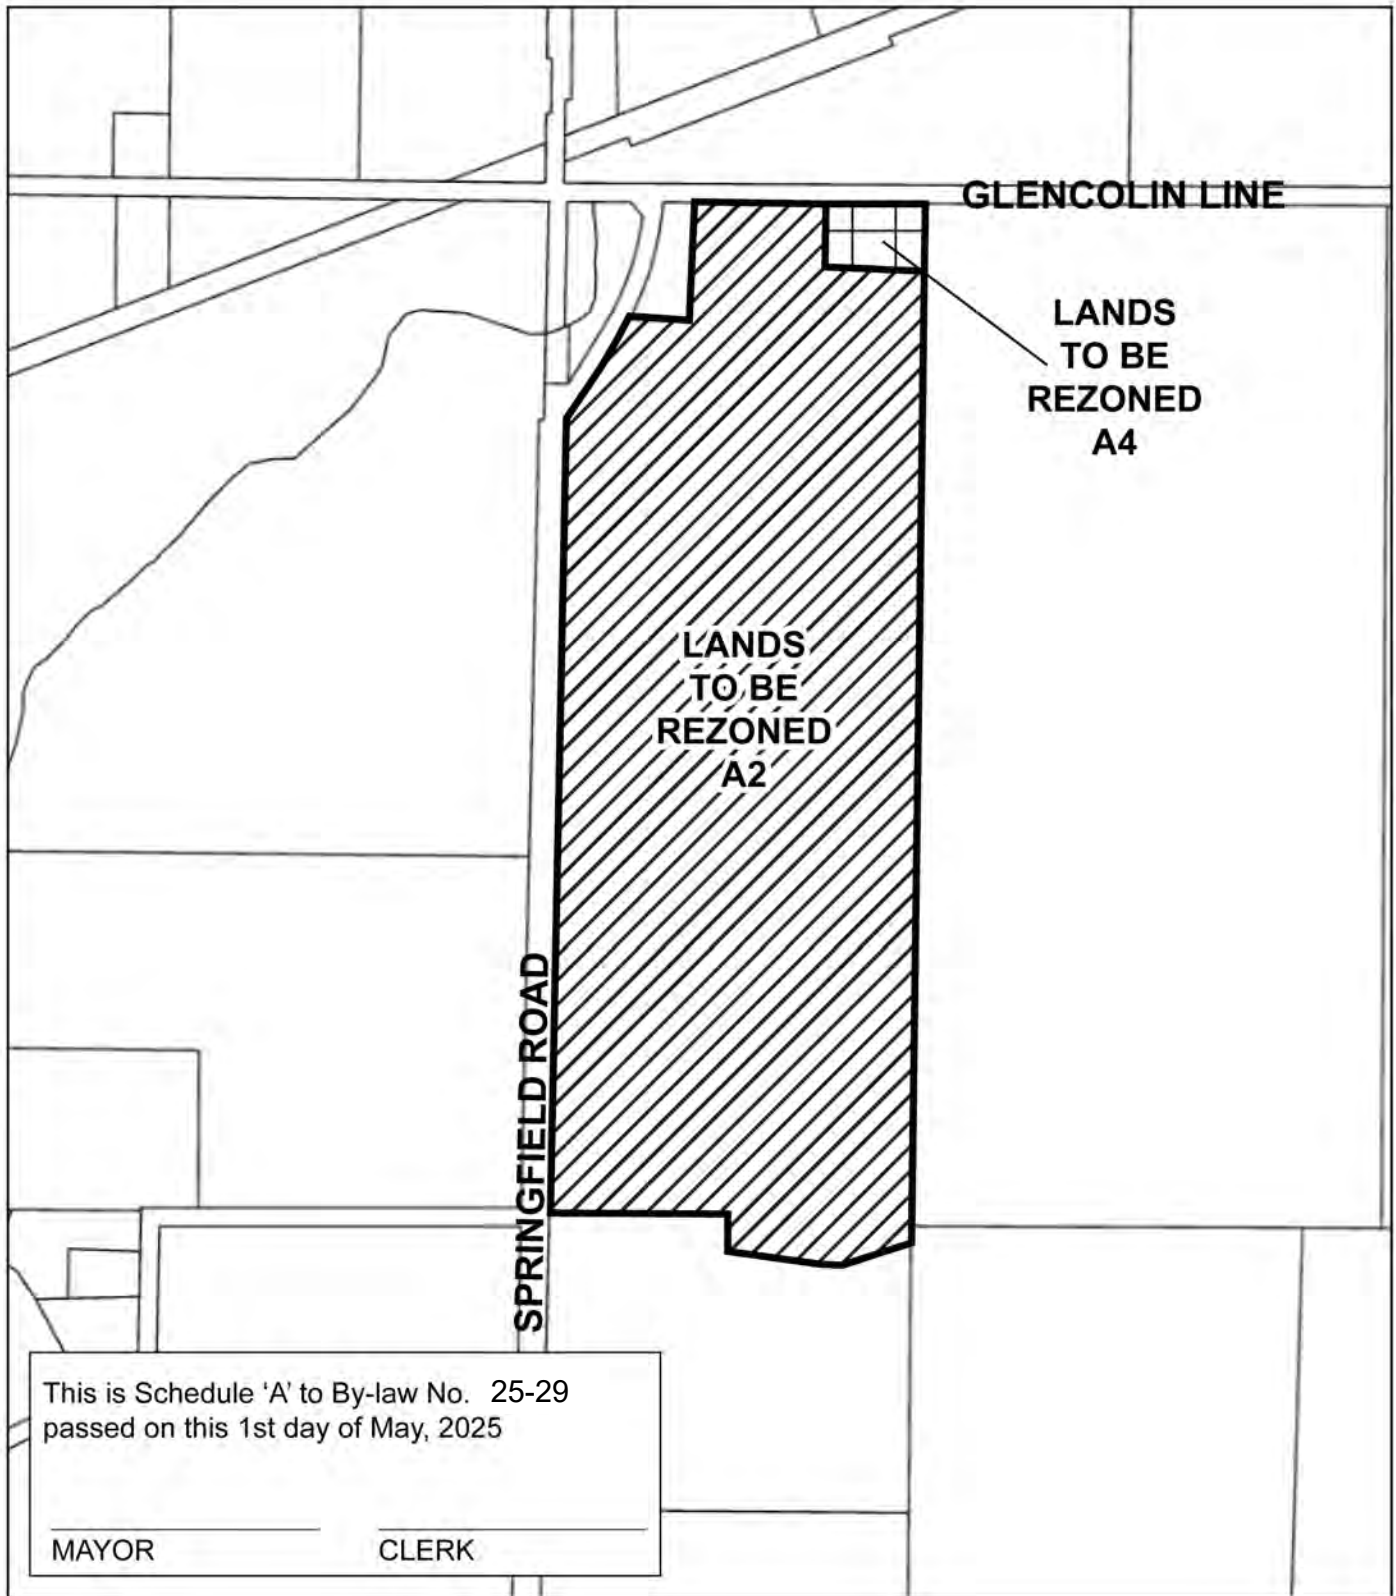 GLENCOLIN LINE
LANDS
TO BE
REZONED
A4
LANDS
TO BE
REZONED
A2
SPRINGFIELD ROAD
This is Schedule ‘A’ to By-law No. 25-29
passed on this 1st day of May, 2025
MAYOR CLERK